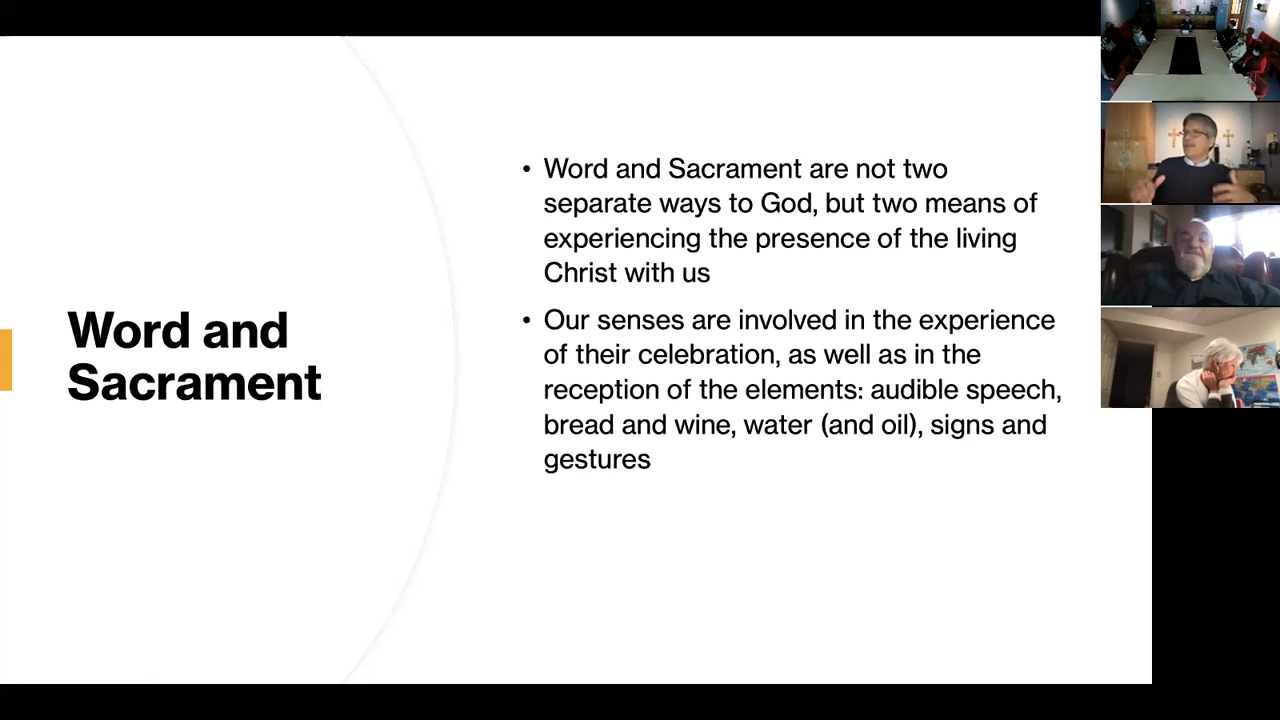 Word and
Sacrament
• Word and Sacrament are not two
separate ways to God, but two means of
experiencing the presence of the living
Christ with us
• Our senses are involved in the experience
of their celebration, as well as in the
reception of the elements: audible speech,
bread and wine, water (and oil), signs and
gestures